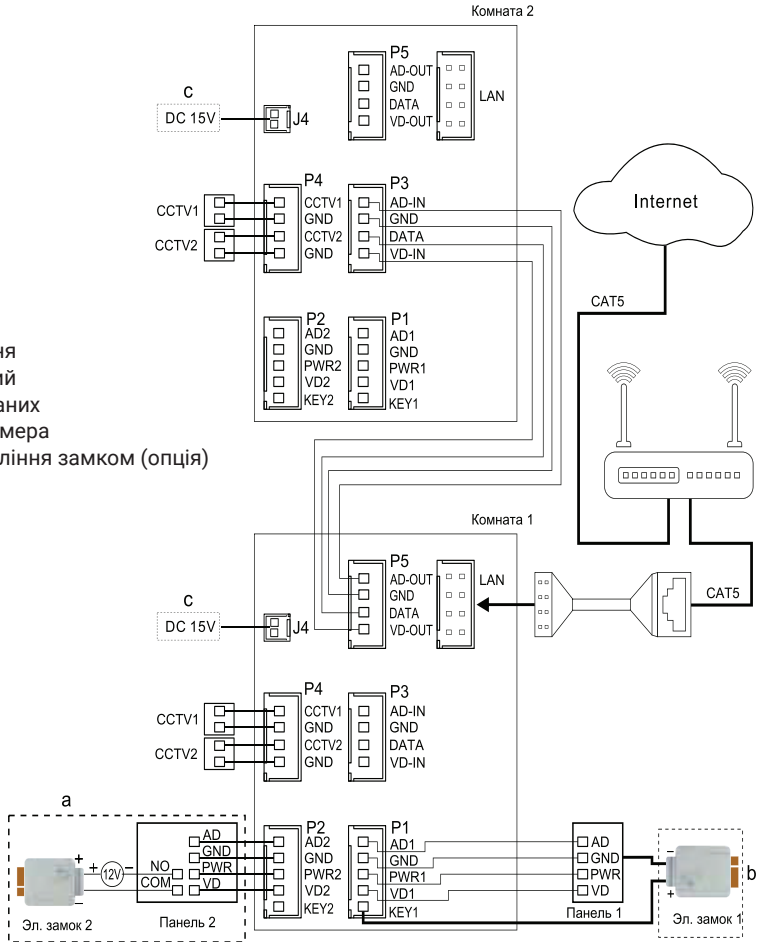 Комната 2
P5
AD-OUT
GND
DATA
VD-OUT
LAN
c
DC 15V
J4
P4
CCTV1
GND
CCTV2
GND
P3
AD-IN
GND
DATA
VD-IN
CCTV1
CCTV2
Internet
CAT5
P2
AD2
GND
PWR2
VD2
KEY2
P1
AD1
GND
PWR1
VD1
KEY1
ня
ий
аних
мера
ління замком (опція)
Комната 1
P5
AD-OUT
GND
DATA
VD-OUT
LAN
CAT5
c
DC 15V
J4
P4
CCTV1
GND
CCTV2
GND
P3
AD-IN
GND
DATA
VD-IN
CCTV1
CCTV2
a
P2
AD2
GND
PWR2
VD2
KEY2
P1
AD1
GND
PWR1
VD1
KEY1
AD
GND
PWR
VD
NO
COM
+
+
12V
–
–
Эл. замок 2
Панель 2
AD
GND
PWR
VD
Панель 1
–
+
b
Эл. замок 1